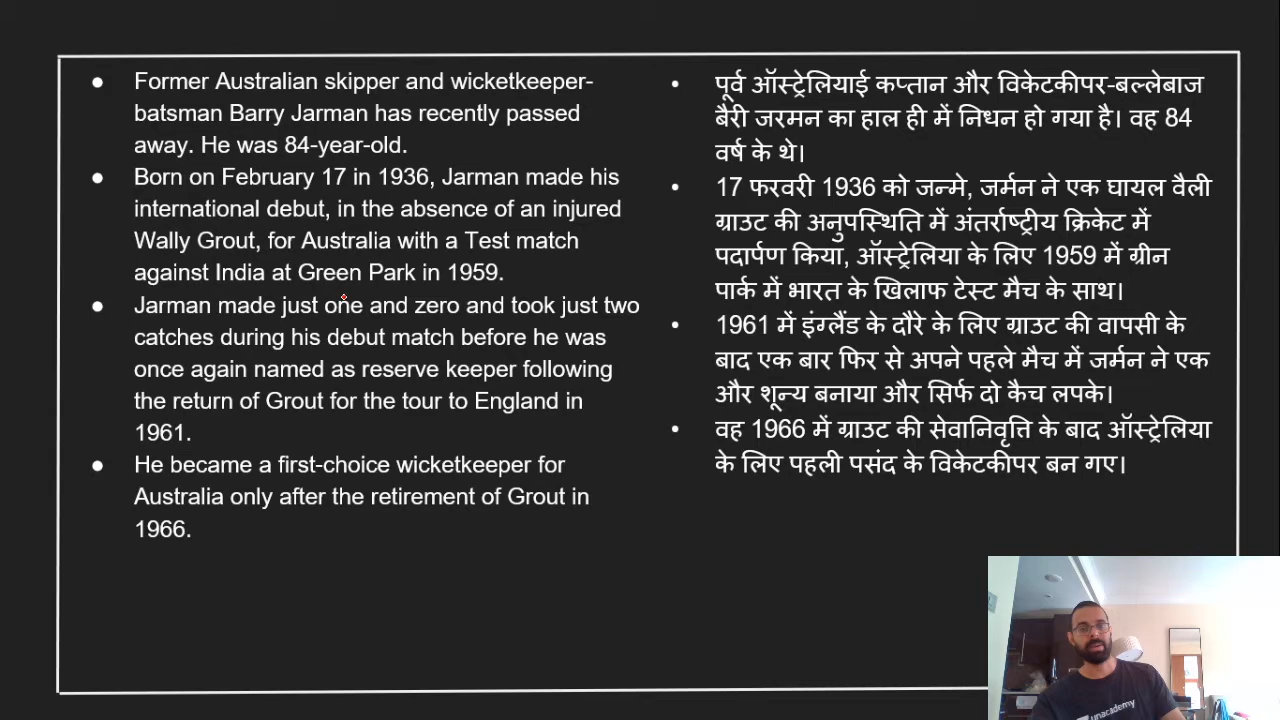 ● Former Australian skipper and wicketkeeper-
batsman Barry Jarman has recently passed
away. He was 84-year-old.
● Born on February 17 in 1936, Jarman made his
international debut, in the absence of an injured
Wally Grout, for Australia with a Test match
against India at Green Park in 1959.
● Jarman made just one and zero and took just two
catches during his debut match before he was
once again named as reserve keeper following
the return of Grout for the tour to England in
1961.
● He became a first-choice wicketkeeper for
Australia only after the retirement of Grout in
1966.
• पूर्व ऑस्ट्रेलियाई कप्तान और विकेटकीपर-बल्लेबाज
बैरी जरमन का हाल ही में निधन हो गया है। वह 84
वर्ष के थे।
• 17 फरवरी 1936 को जन्मे, जर्मन ने एक घायल वैली
ग्राउट की अनुपस्थिति में अंतर्राष्ट्रीय क्रिकेट में
पदार्पण किया, ऑस्ट्रेलिया के लिए 1959 में ग्रीन
पार्क में भारत के खिलाफ टेस्ट मैच के साथ।
• 1961 में इंग्लैंड के दौरे के लिए ग्राउट की वापसी के
बाद एक बार फिर से अपने पहले मैच में जर्मन ने एक
और शून्य बनाया और सिर्फ दो कैच लपके।
• वह 1966 में ग्राउट की सेवानिवृत्ति के बाद ऑस्ट्रेलिया
के लिए पहली पसंद के विकेटकीपर बन गए।
unacademy